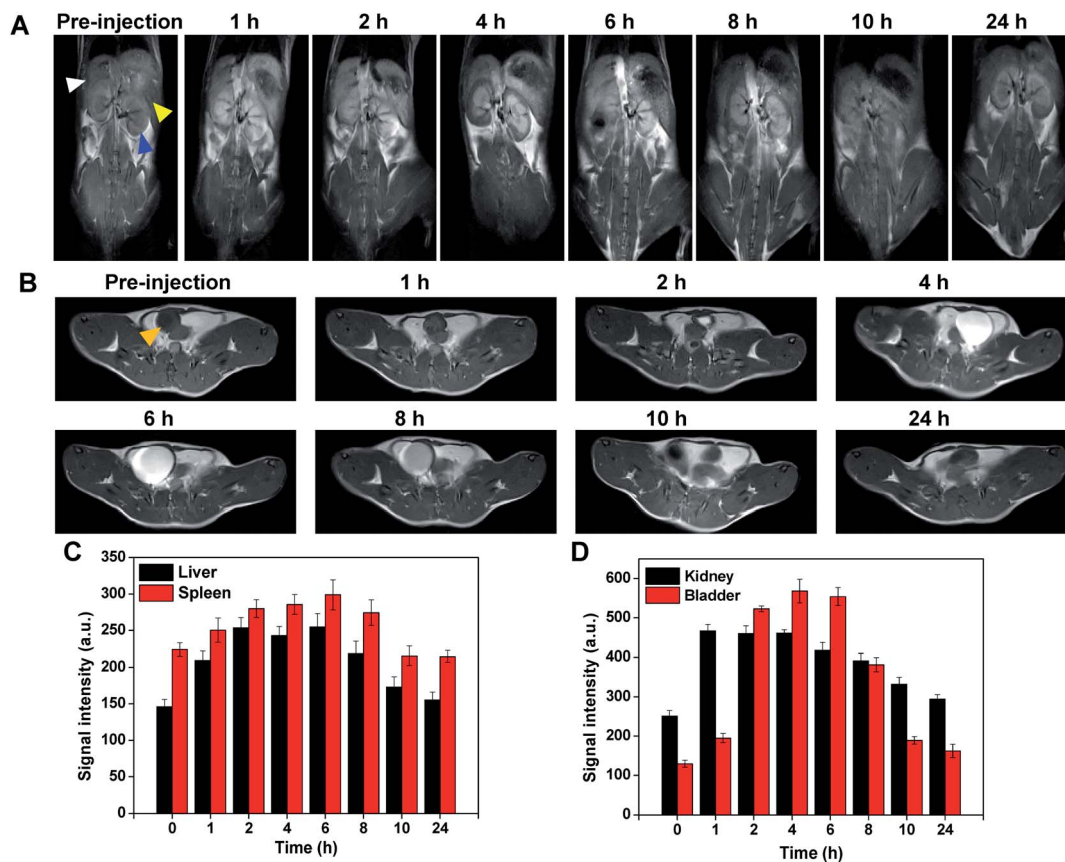 A
Pre-injection 1 h 2 h 4 h 6 h 8 h 10 h 24 h
B
Pre-injection 1 h 2 h 4 h
6 h 8 h 10 h 24 h
C
Signal intensity (a.u.)
350
300
250
200
150
100
50
0
Liver
Spleen
0 1 2 4 6 8 10 24
Time (h)
D
Signal intensity (a.u.)
600
500
400
300
200
100
0
Kidney
Bladder
0 1 2 4 6 8 10 24
Time (h)